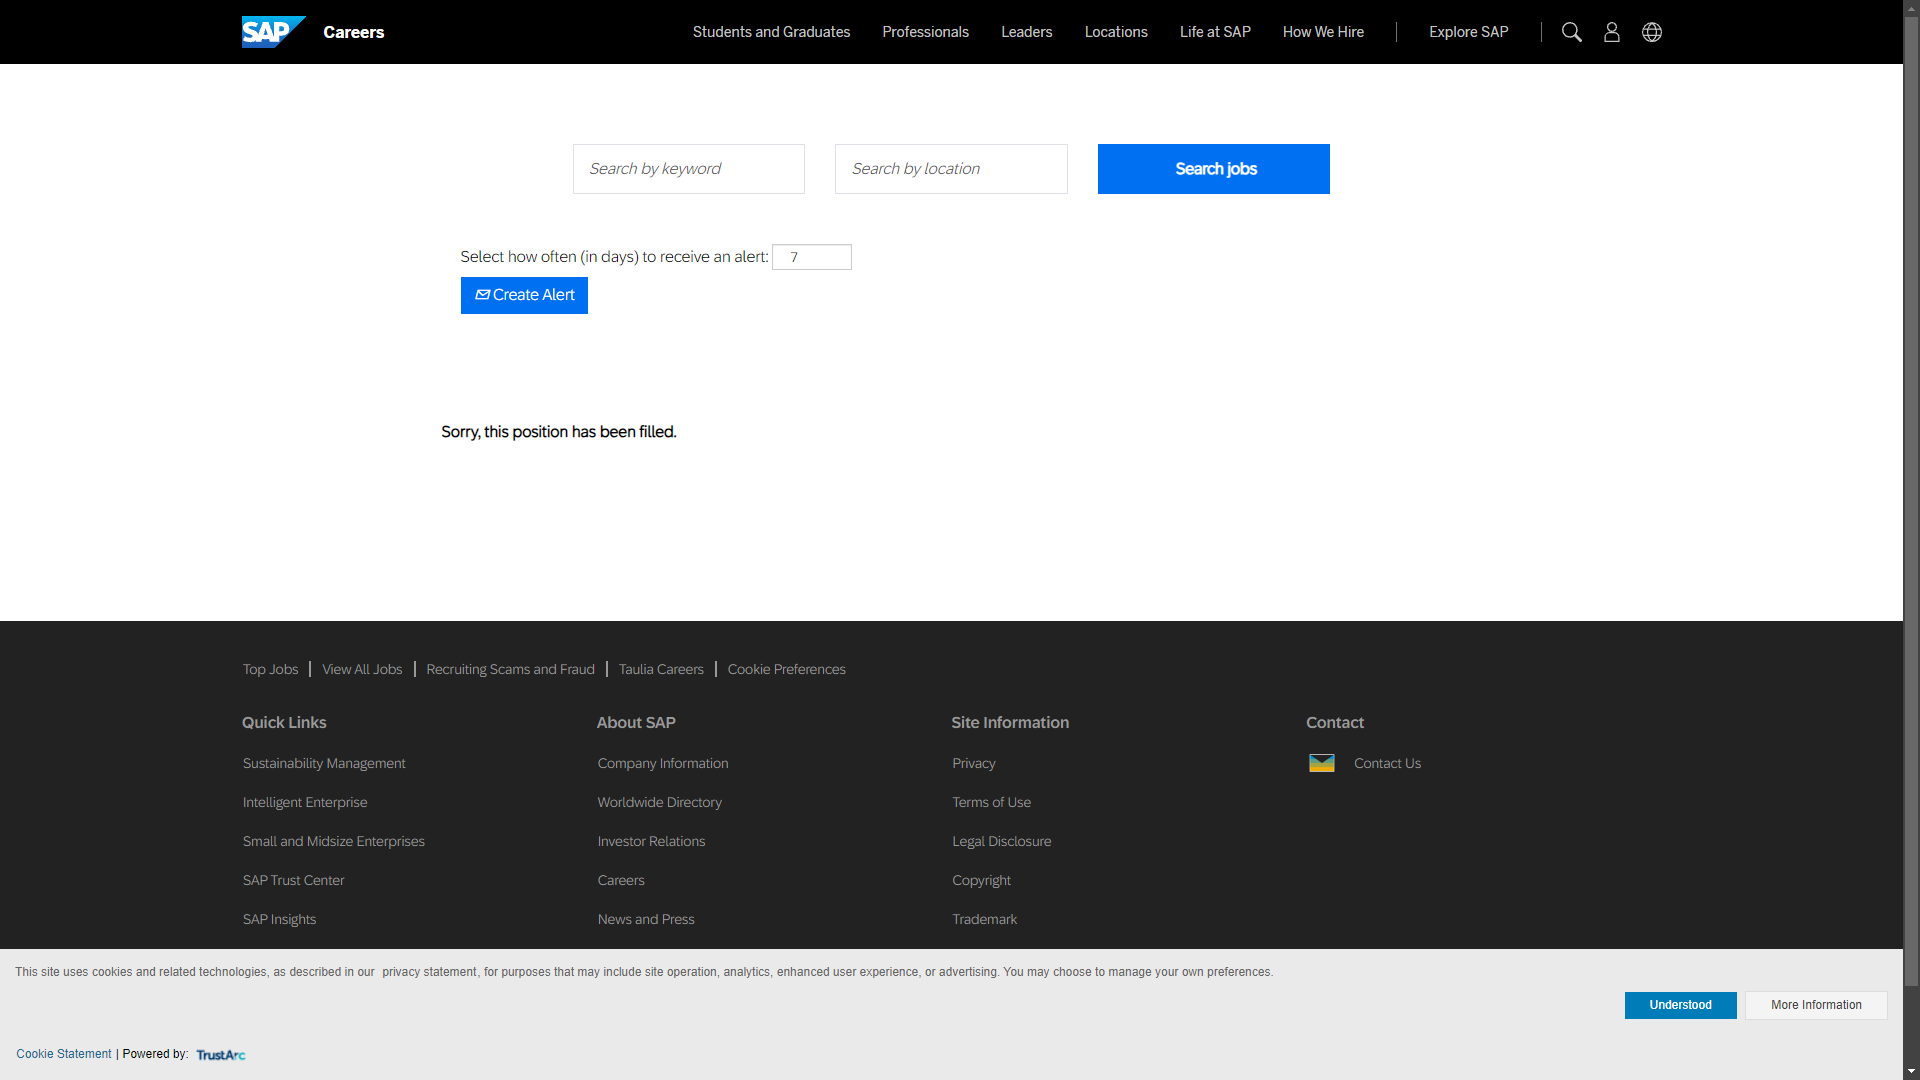 SAP Careers Students and Graduates Professionals Leaders Locations Life at SAP How We Hire Explore SAP
Search by keyword Search by location Search jobs
Select how often (in days) to receive an alert: 7
Create Alert
Sorry, this position has been filled.
Top Jobs View All Jobs Recruiting Scams and Fraud Taulia Careers Cookie Preferences
Quick Links
Sustainability Management
Intelligent Enterprise
Small and Midsize Enterprises
SAP Trust Center
SAP Insights
About SAP
Company Information
Worldwide Directory
Investor Relations
Careers
News and Press
Site Information
Privacy
Terms of Use
Legal Disclosure
Copyright
Trademark
Contact
Contact Us
This site uses cookies and related technologies, as described in our privacy statement, for purposes that may include site operation, analytics, enhanced user experience, or advertising. You may choose to manage your own preferences.
Understood More Information
Cookie Statement | Powered by: TrustArc